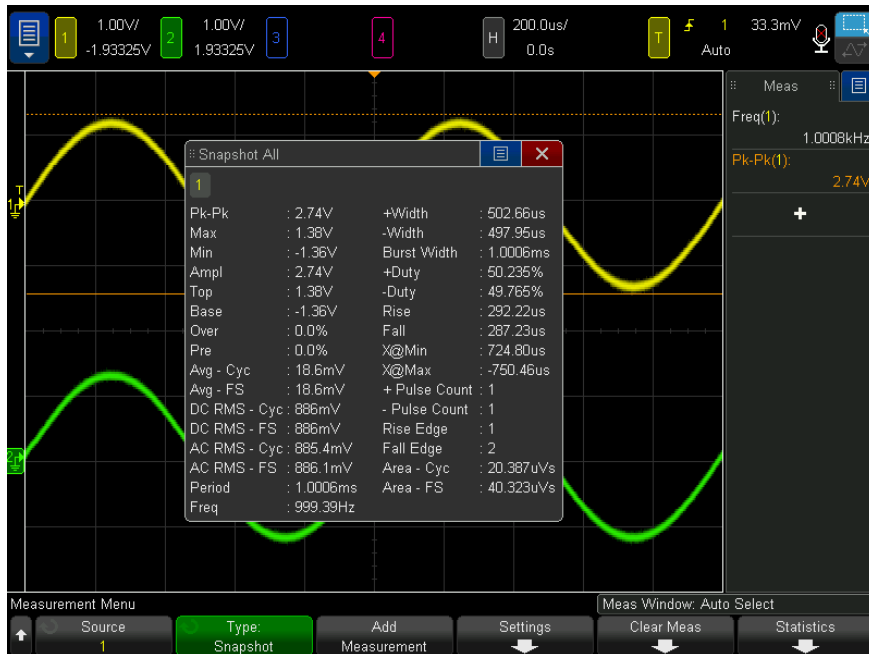 1 1.00V/ 2 1.00V/ 3 4 H 200.0us/ T 1 33.3mV
-1.93325V 1.93325V 0.0s Auto
Meas
Freq(1):
1.0008kHz
Pk-Pk(1):
2.74V
+
T
1
2
Snapshot All
1
Pk-Pk : 2.74V +Width : 502.66us
Max : 1.38V -Width : 497.95us
Min : -1.36V Burst Width : 1.0006ms
Ampl : 2.74V +Duty : 50.235%
Top : 1.38V -Duty : 49.765%
Base : -1.36V Rise : 292.22us
Over : 0.0% Fall : 287.23us
Pre : 0.0% X@Min : 724.80us
Avg - Cyc : 18.6mV X@Max : -750.46us
Avg - FS : 18.6mV + Pulse Count : 1
DC RMS - Cyc : 886mV - Pulse Count : 1
DC RMS - FS : 886mV Rise Edge : 1
AC RMS - Cyc : 885.4mV Fall Edge : 2
AC RMS - FS : 886.1mV Area - Cyc : 20.387uVs
Period : 1.0006ms Area - FS : 40.323uVs
Freq : 999.39Hz
Measurement Menu Meas Window: Auto Select
Source Type: Add Settings Clear Meas Statistics
1 Snapshot Measurement